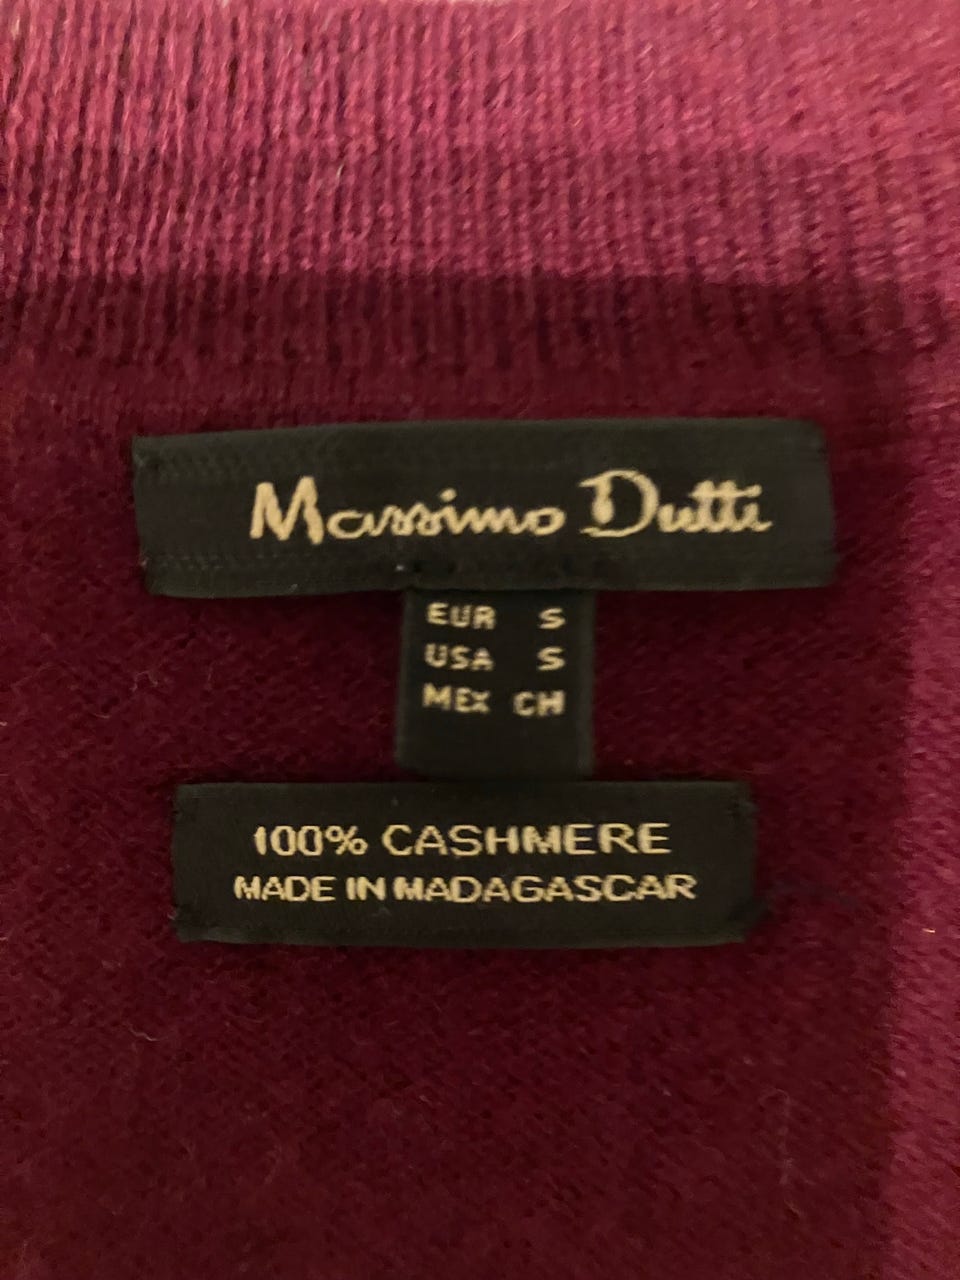 Massimo Dutti
EUR S
USA S
MEX CH
100% CASHMERE
MADE IN MADAGASCAR